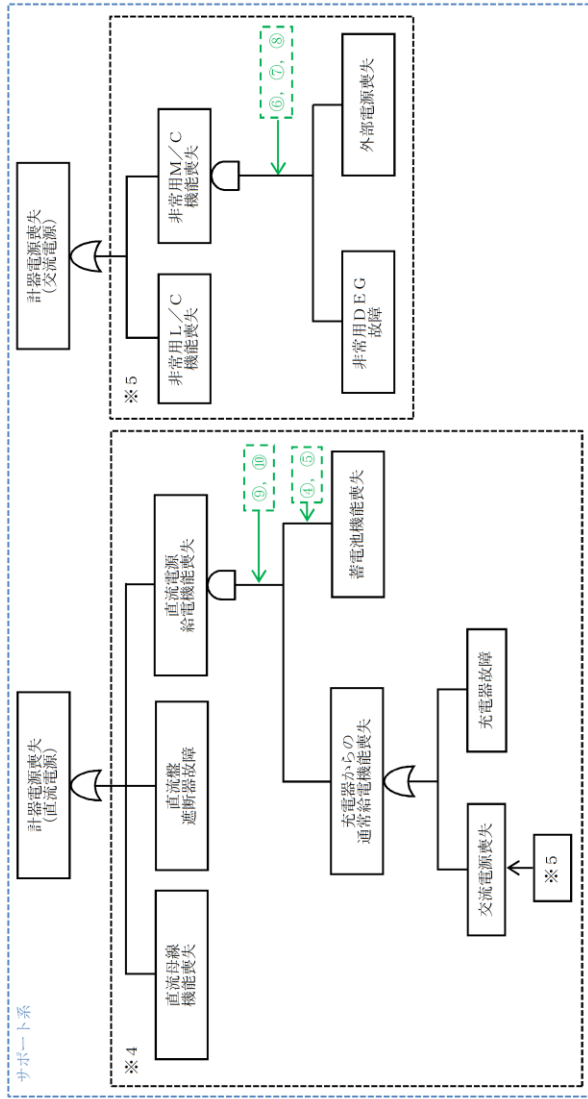 サポート系
計器電源喪失
(直流電源)
※4
直流母線
機能喪失
直流盤
遮断器故障
直流電源
給電機能喪失
⑨, ⑩
④, ⑤
充電器からの
通常給電機能喪失
蓄電池機能喪失
交流電源喪失
充電器故障
※5
計器電源喪失
(交流電源)
※5
非常用L/C
機能喪失
非常用M/C
機能喪失
⑥, ⑦, ⑧
非常用DEG
故障
外部電源喪失